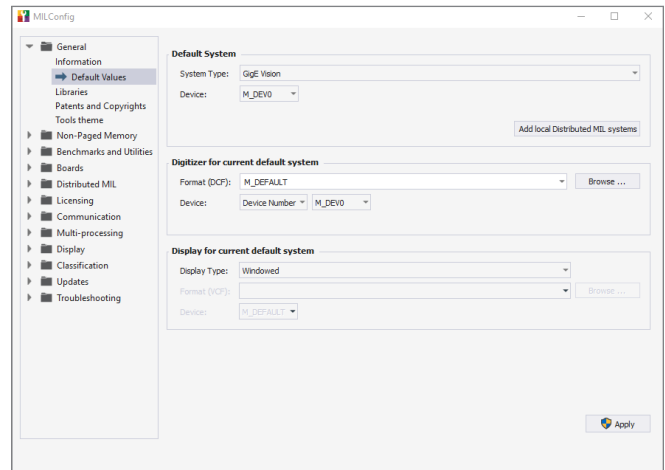 MILConfig
General
Information
Default Values
Libraries
Patents and Copyrights
Tools theme
Non-Paged Memory
Benchmarks and Utilities
Boards
Distributed MIL
Licensing
Communication
Multi-processing
Display
Classification
Updates
Troubleshooting
Default System
System Type: GigE Vision
Device: M_DEV0
Add local Distributed MIL systems
Digitizer for current default system
Format (DCF): M_DEFAULT Browse ...
Device: Device Number M_DEV0
Display for current default system
Display Type: Windowed
Format (VCF): Browse ...
Device: M_DEFAULT
Apply